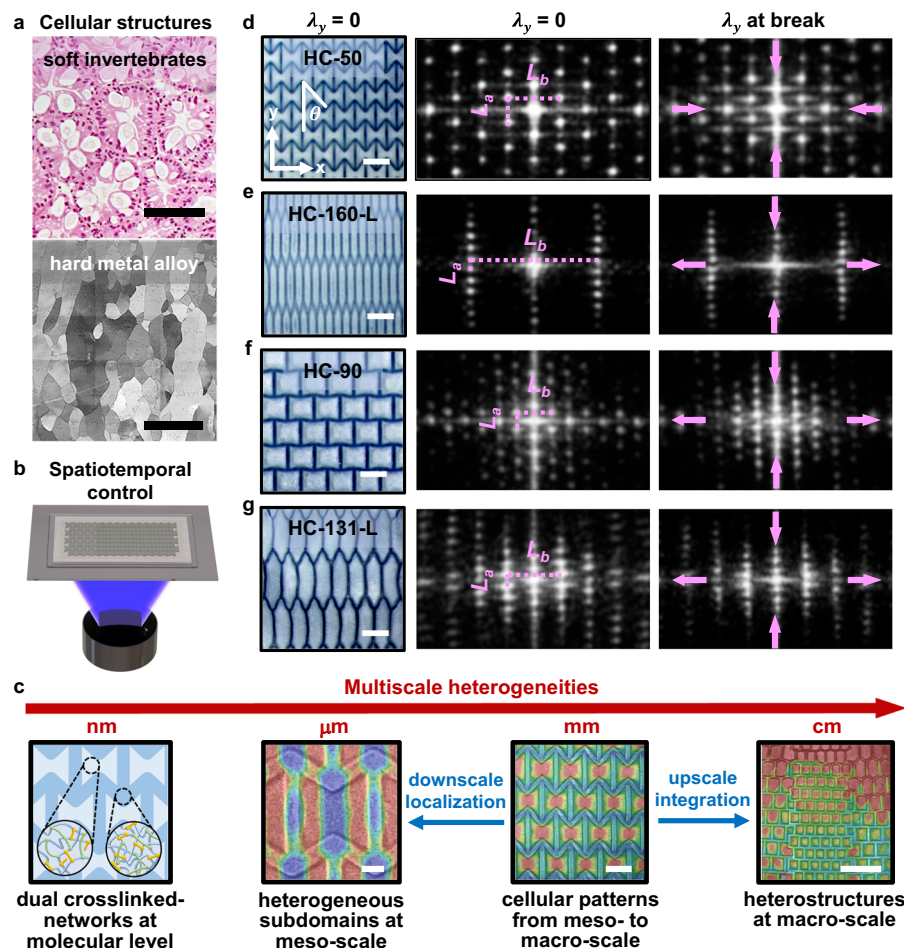 a Cellular structures
soft invertebrates
hard metal alloy
b Spatiotemporal
control
d λy = 0 λy = 0 λy at break
HC-50
y
θ
x
La
Lb
e
HC-160-L
La
Lb
f
HC-90
La
Lb
g
HC-131-L
La
Lb
c Multiscale heterogeneities
nm μm mm cm
downscale
localization
upscale
integration
dual crosslinked-
networks at
molecular level
heterogeneous
subdomains at
meso-scale
cellular patterns
from meso- to
macro-scale
heterostructures
at macro-scale